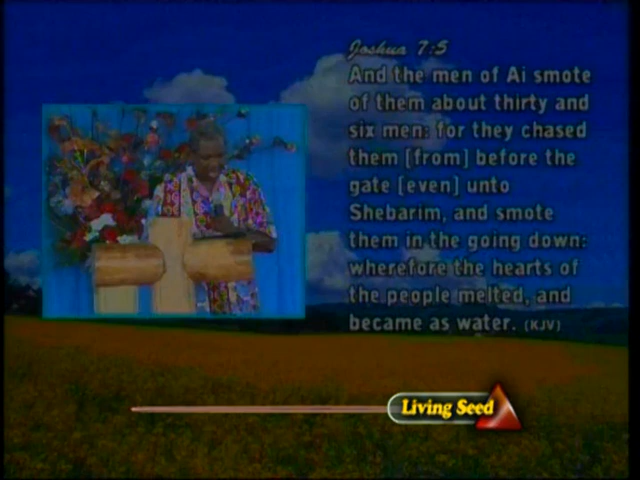 Joshua 7:5
And the men of Ai smote
of them about thirty and
six men: for they chased
them [from] before the
gate [even] unto
Shebarim, and smote
them in the going down:
wherefore the hearts of
the people melted, and
became as water. (KJV)
Living Seed